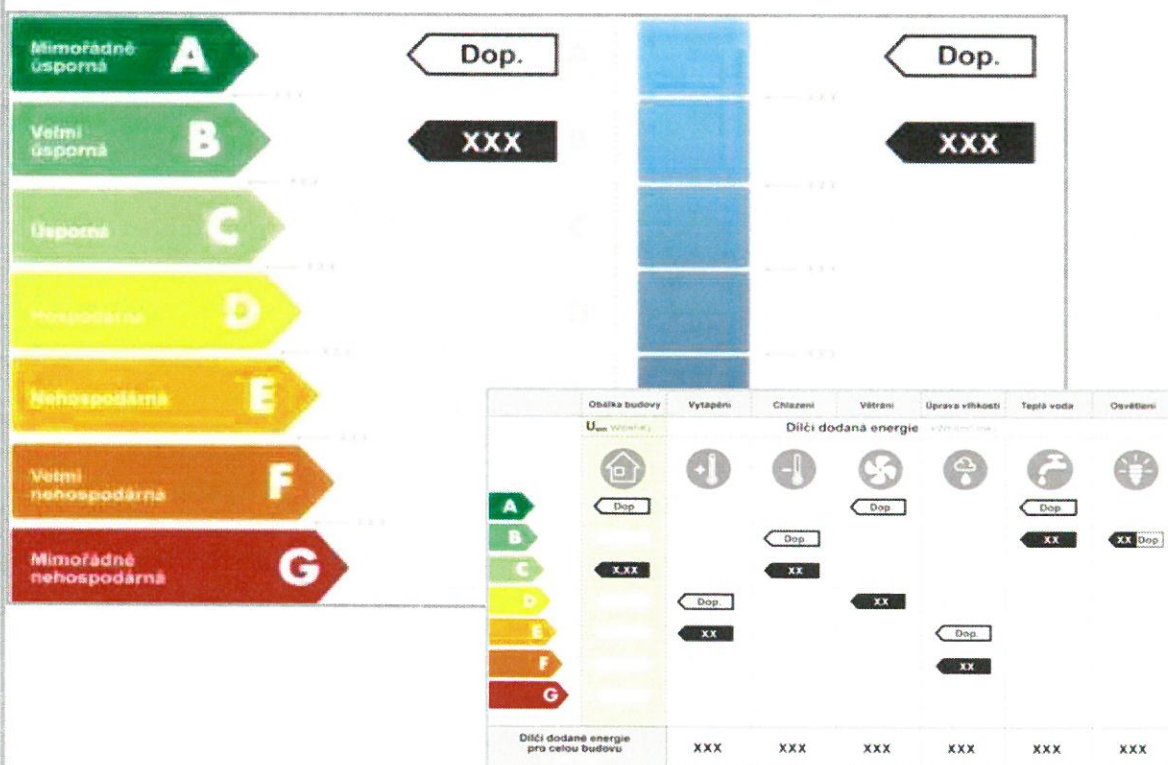 Mimořádně
úsporná
A
Dop.
Dop.
Velmi
úsporná
B
XXX
XXX
Úsporná
C
Hospodárná
D
Nehospodárná
E
Velmi
nehospodárná
F
Mimořádně
nehospodárná
G
Obálka budovy Vytápění Chlazení Větrání Úprava vlhkosti Teplá voda Osvětlení
Uem
Dílčí dodaná energie
A Dop Dop Dop
B Dop XX XX Dop
C X,XX XX
D Dop. XX
E XX Dop.
F XX
G
Dílčí dodané energie
pro celou budovu
XXX XXX XXX XXX XXX XXX